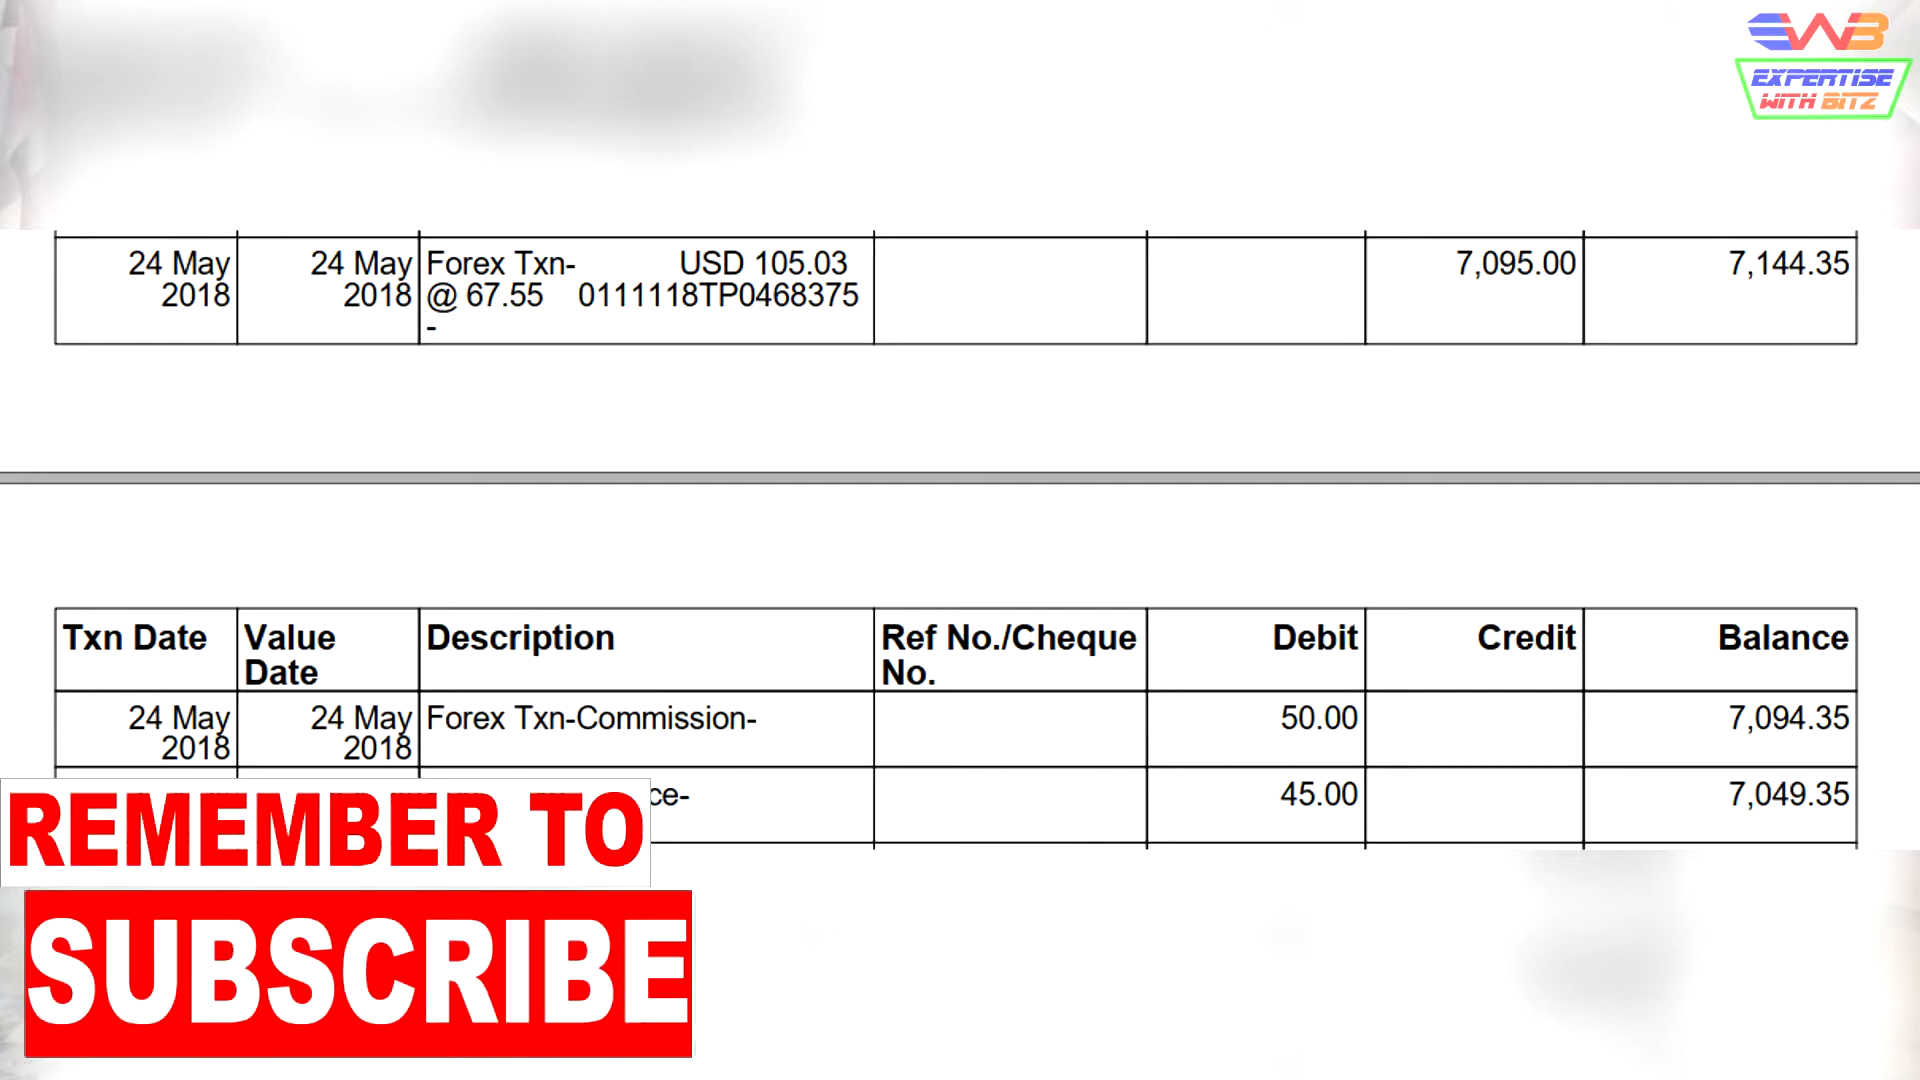 EWB
EXPERTISE
WITH BITZ
24 May 2018 24 May 2018 Forex Txn- USD 105.03 @ 67.55 0111118TP0468375 - 7,095.00 7,144.35
Txn Date Value Date Description Ref No./Cheque No. Debit Credit Balance
24 May 2018 24 May 2018 Forex Txn-Commission- 50.00 7,094.35
45.00 7,049.35
REMEMBER TO
SUBSCRIBE